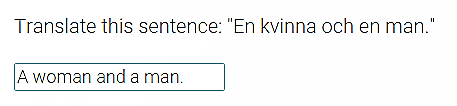 Translate this sentence: "En kvinna och en man."
A woman and a man.